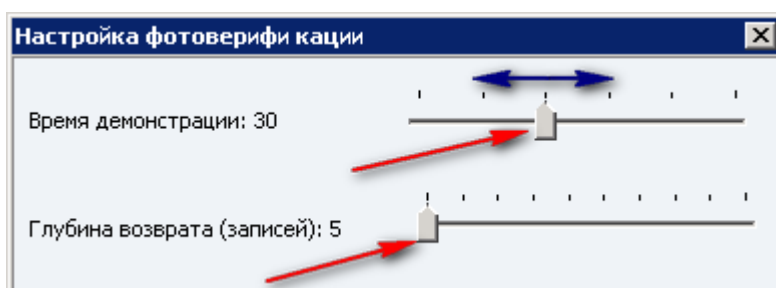 Настройка фотоверифи кации
Время демонстрации: 30
Глубина возврата (записей): 5